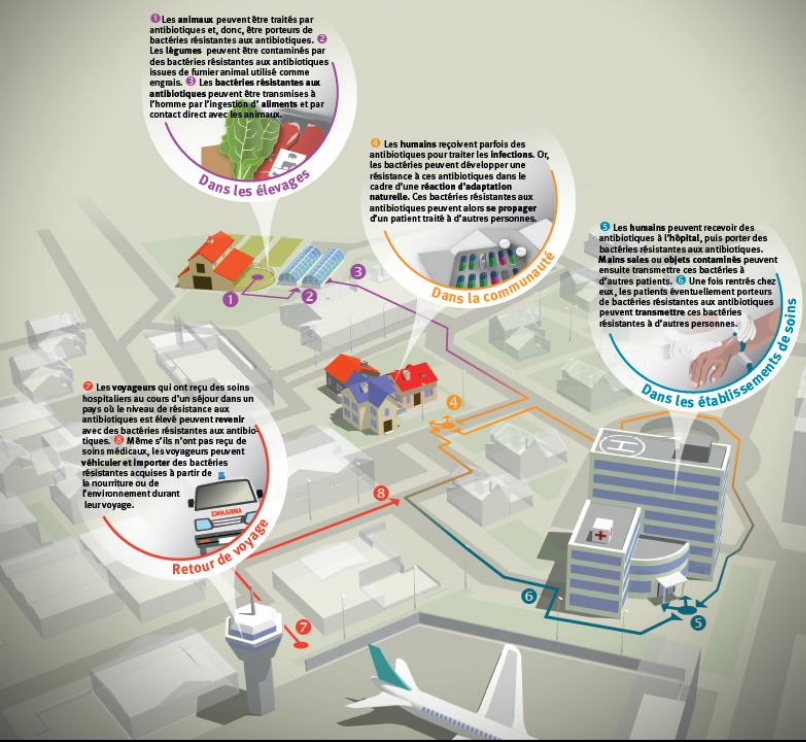 ❶Les animaux peuvent être traités par
antibiotiques et, donc, être porteurs de
bactéries résistantes aux antibiotiques. ❷
Les légumes peuvent être contaminés par
des bactéries résistantes aux antibiotiques
issues de fumier animal utilisé comme
engrais. ❸ Les bactéries résistantes aux
antibiotiques peuvent être transmises à
l'homme par l'ingestion d' aliments et par
contact direct avec les animaux.
Dans les élevages
❹ Les humains reçoivent parfois des
antibiotiques pour traiter les infections. Or,
les bactéries peuvent développer une
résistance à ces antibiotiques dans le
cadre d'une réaction d'adaptation
naturelle. Ces bactéries résistantes aux
antibiotiques peuvent alors se propager
d'un patient traité à d'autres personnes.
Dans la communauté
❺ Les humains peuvent recevoir des
antibiotiques à l'hôpital, puis porter des
bactéries résistantes aux antibiotiques.
Mains sales ou objets contaminés peuvent
ensuite transmettre ces bactéries à
d'autres patients. ❻ Une fois rentrés chez
eux, les patients éventuellement porteurs
de bactéries résistantes aux antibiotiques
peuvent transmettre ces bactéries
résistantes à d'autres personnes.
Dans les établissements de soins
❶
❷
❸
❹
❼ Les voyageurs qui ont reçu des soins
hospitaliers au cours d'un séjour dans un
pays où le niveau de résistance aux
antibiotiques est élevé peuvent revenir
avec des bactéries résistantes aux antibio-
tiques. ❽ Même s'ils n'ont pas reçu de
soins médicaux, les voyageurs peuvent
véhiculer et importer des bactéries
résistantes acquises à partir de
la nourriture ou de
l'environnement durant
leur voyage.
Retour de voyage
H
❽
❻
❺
❼